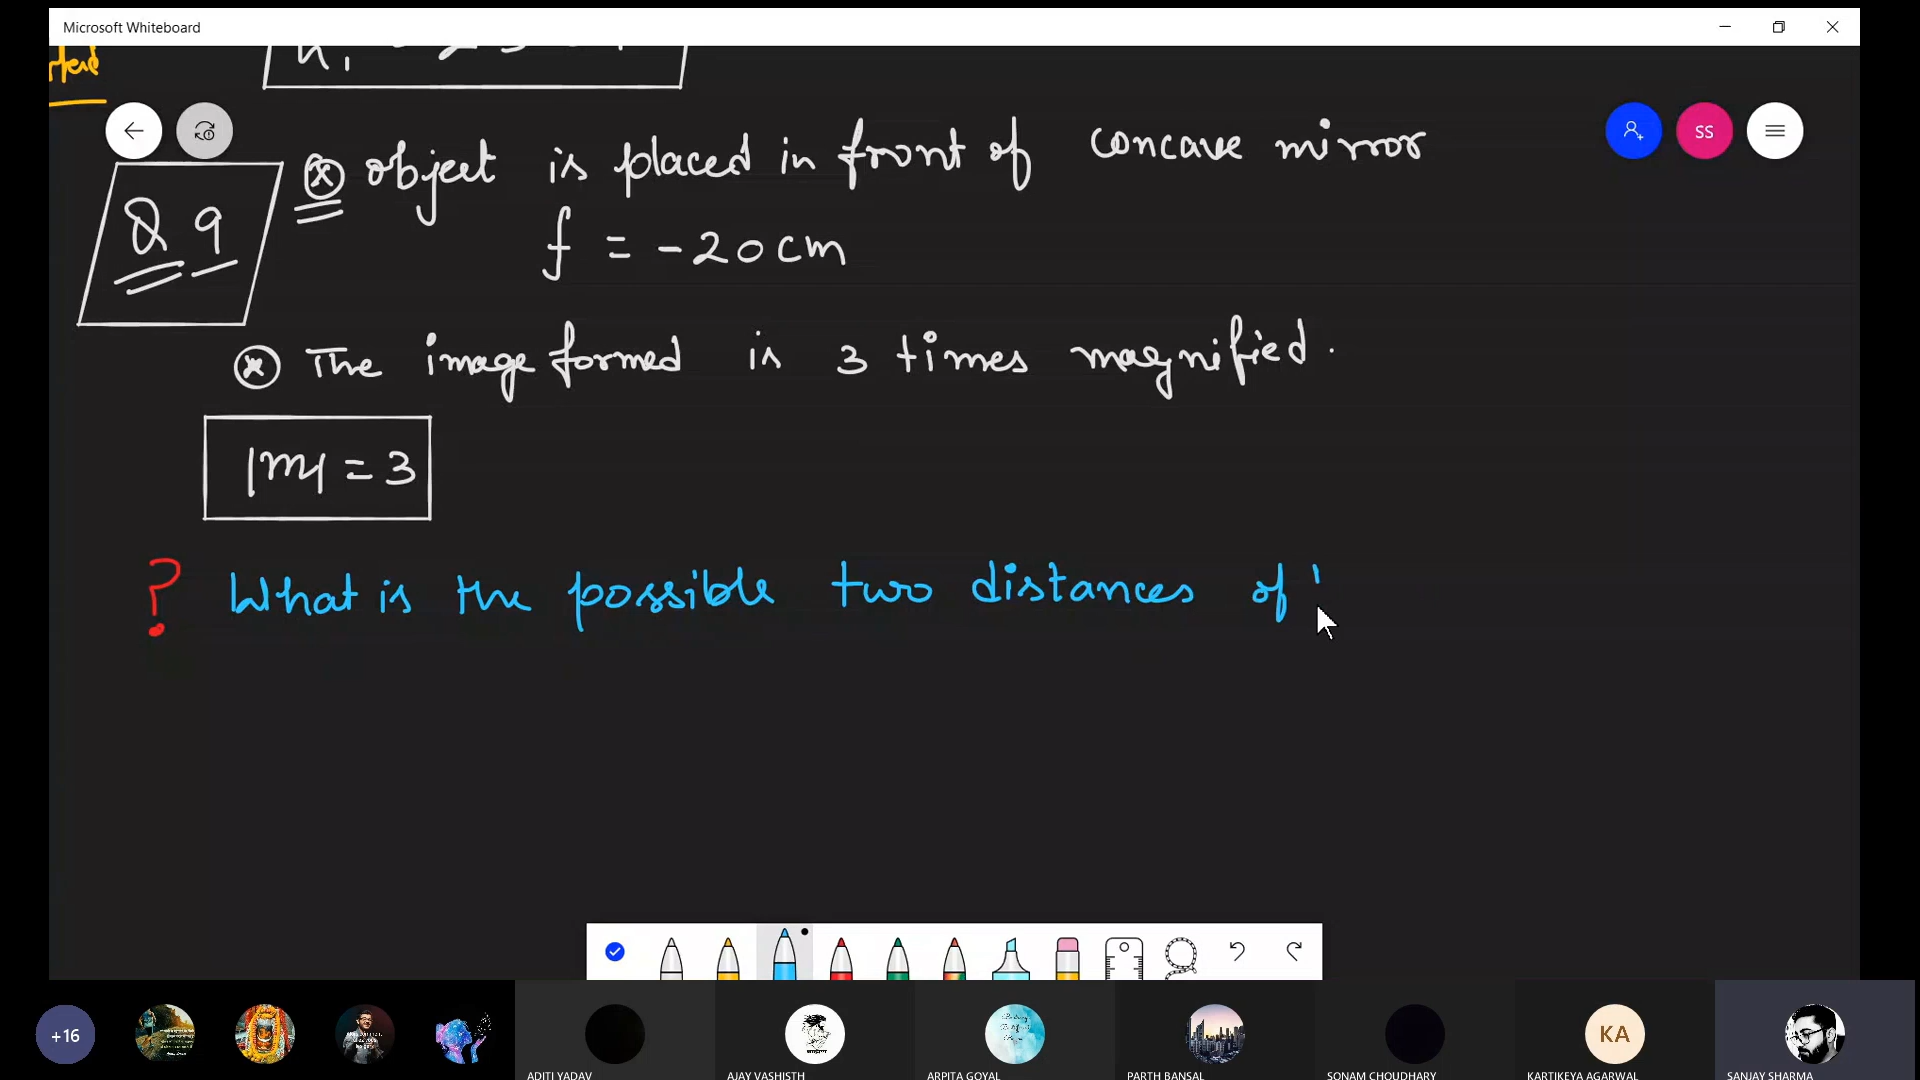 Microsoft Whiteboard
SS
Q 9
object is placed in front of concave mirror
f = -20cm
The image formed is 3 times magnified.
|m| = 3
? What is the possible two distances of
+16
KA
ADITI YADAV
AJAY VASHISTH
ARPITA GOYAL
PARTH BANSAL
SONAM CHOUDHARY
KARTIKEYA AGARWAL
SANJAY SHARMA